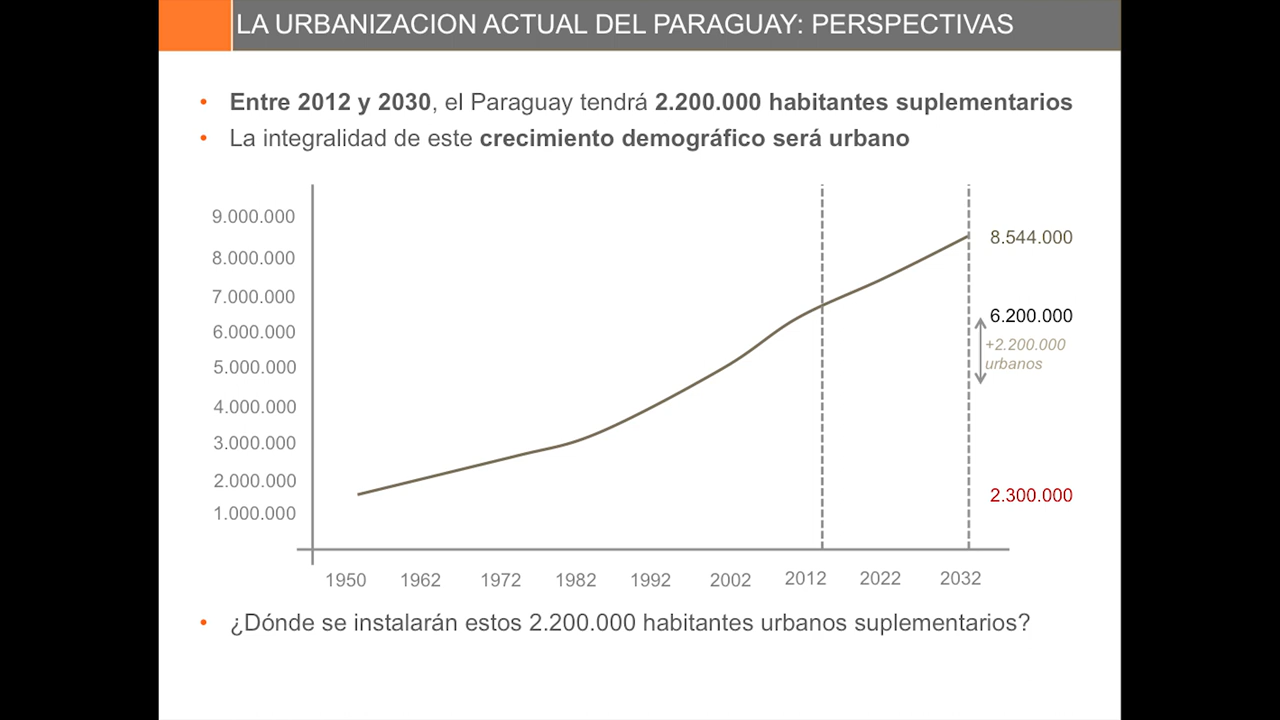 LA URBANIZACION ACTUAL DEL PARAGUAY: PERSPECTIVAS
• Entre 2012 y 2030, el Paraguay tendrá 2.200.000 habitantes suplementarios
• La integralidad de este crecimiento demográfico será urbano
9.000.000
8.000.000
7.000.000
6.000.000
5.000.000
4.000.000
3.000.000
2.000.000
1.000.000
8.544.000
6.200.000
+2.200.000
urbanos
2.300.000
1950 1962 1972 1982 1992 2002 2012 2022 2032
• ¿Dónde se instalarán estos 2.200.000 habitantes urbanos suplementarios?